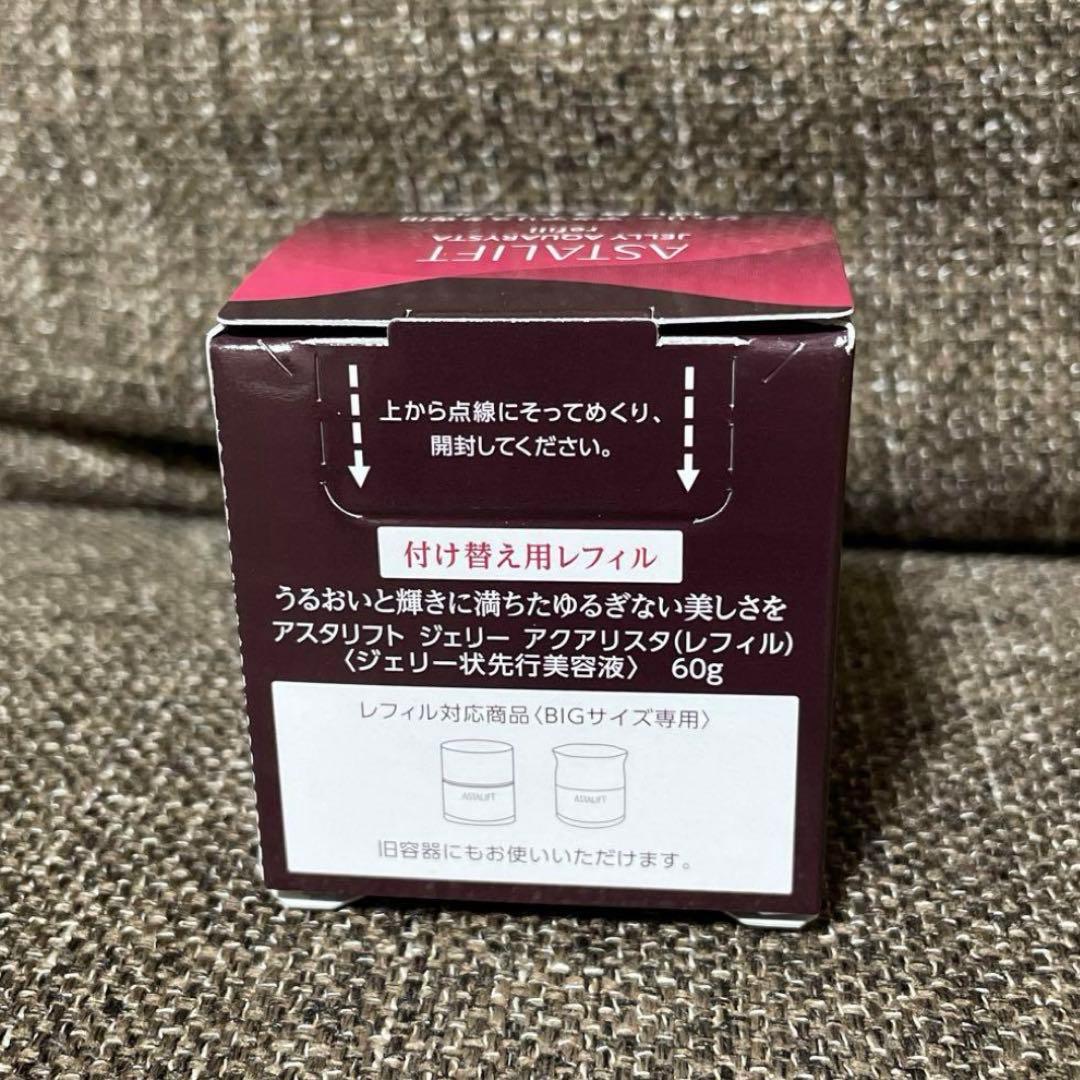 ASTALIFT
JELLY AQUARYSTA
refill
上から点線にそってめくり、
開封してください。
付け替え用レフィル
うるおいと輝きに満ちたゆるぎない美しさを
アスタリフト ジェリー アクアリスタ(レフィル)
〈ジェリー状先行美容液〉 60g
レフィル対応商品〈BIGサイズ専用〉
ASTALIFT
ASTALIFT
旧容器にもお使いいただけます。